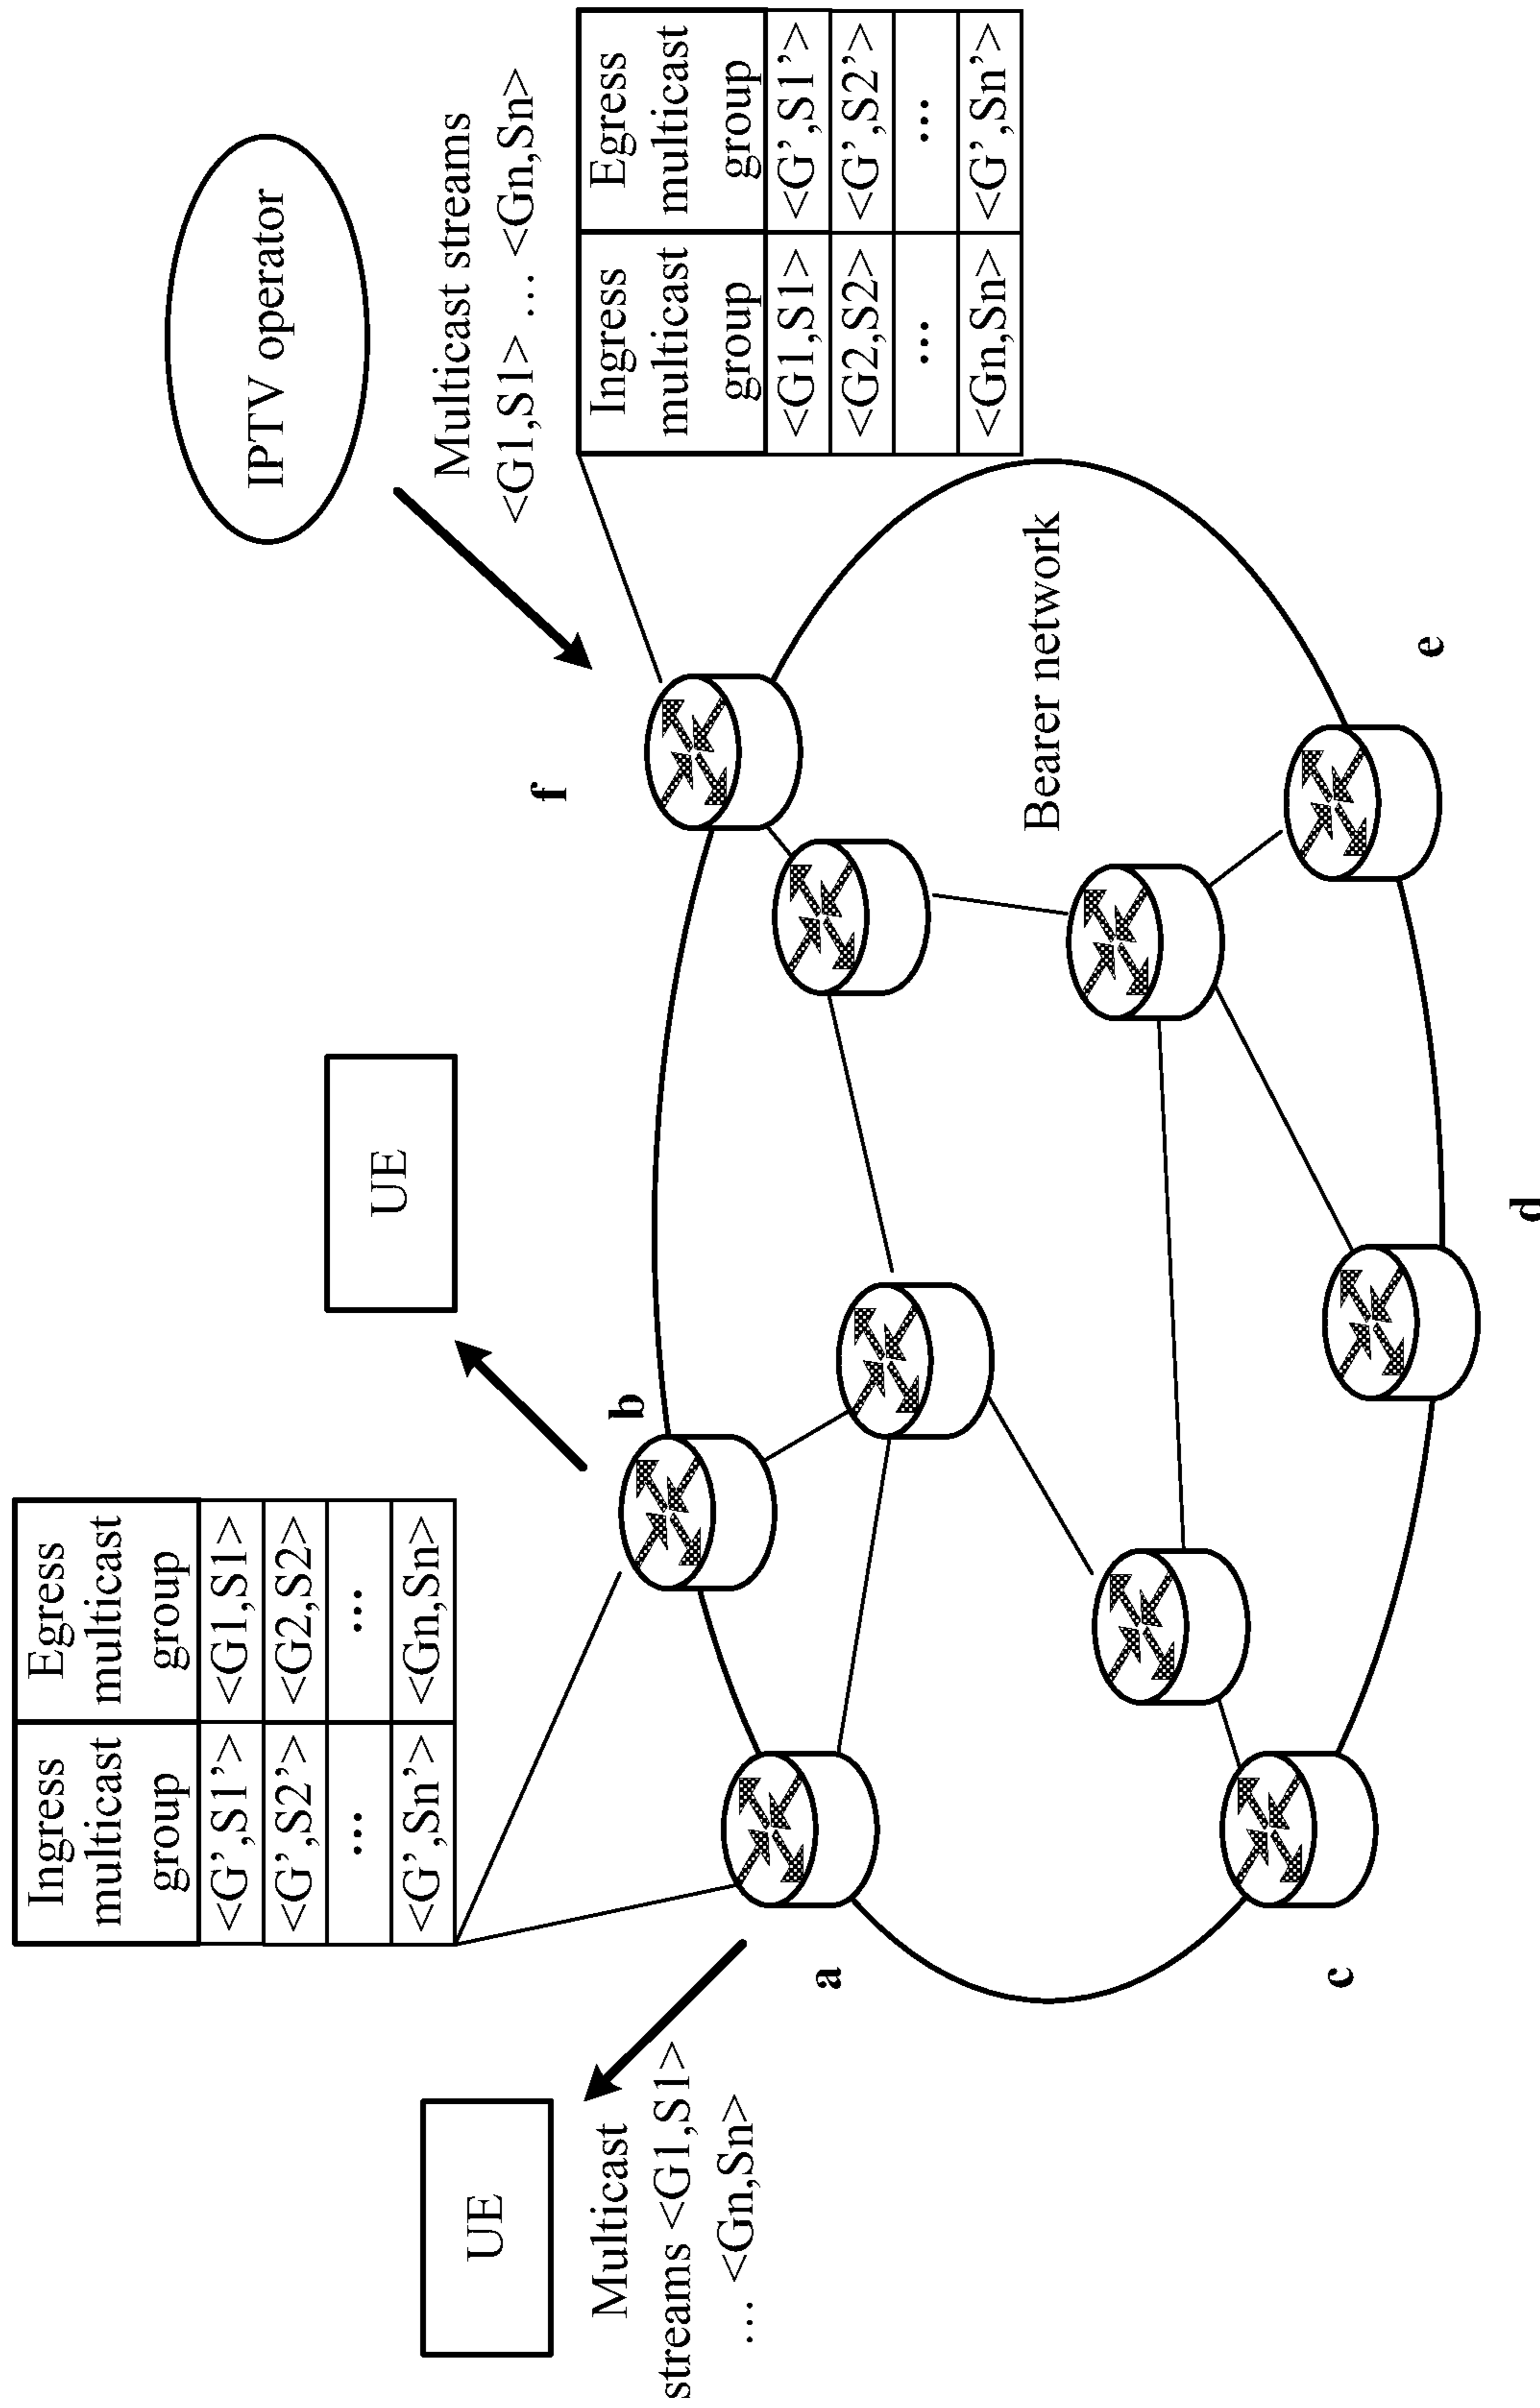 Ingress
multicast
group
Egress
multicast
group
<G',S1'>
<G1,S1>
<G',S2'>
<G2,S2>
...
...
<G',Sn'>
<Gn,Sn>
IPTV operator
UE
UE
Multicast
streams <G1,S1>
... <Gn,Sn>
Multicast streams
<G1,S1> ... <Gn,Sn>
Ingress
multicast
group
Egress
multicast
group
<G1,S1>
<G',S1'>
<G2,S2>
<G',S2'>
...
...
<Gn,Sn>
<G',Sn'>
f
b
a
Bearer network
c
e
d